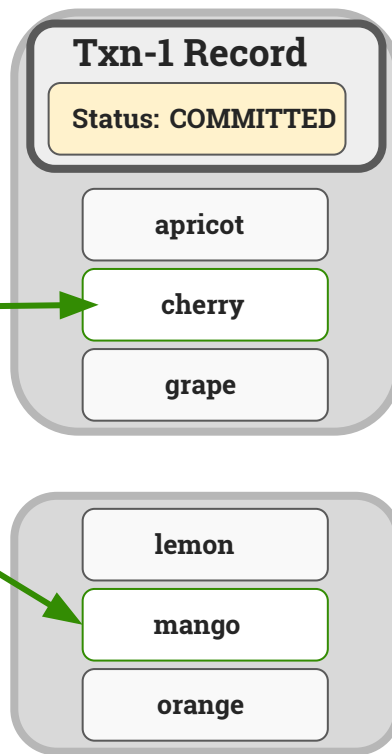 Txn-1 Record
Status: COMMITTED
apricot
cherry
grape
lemon
mango
orange